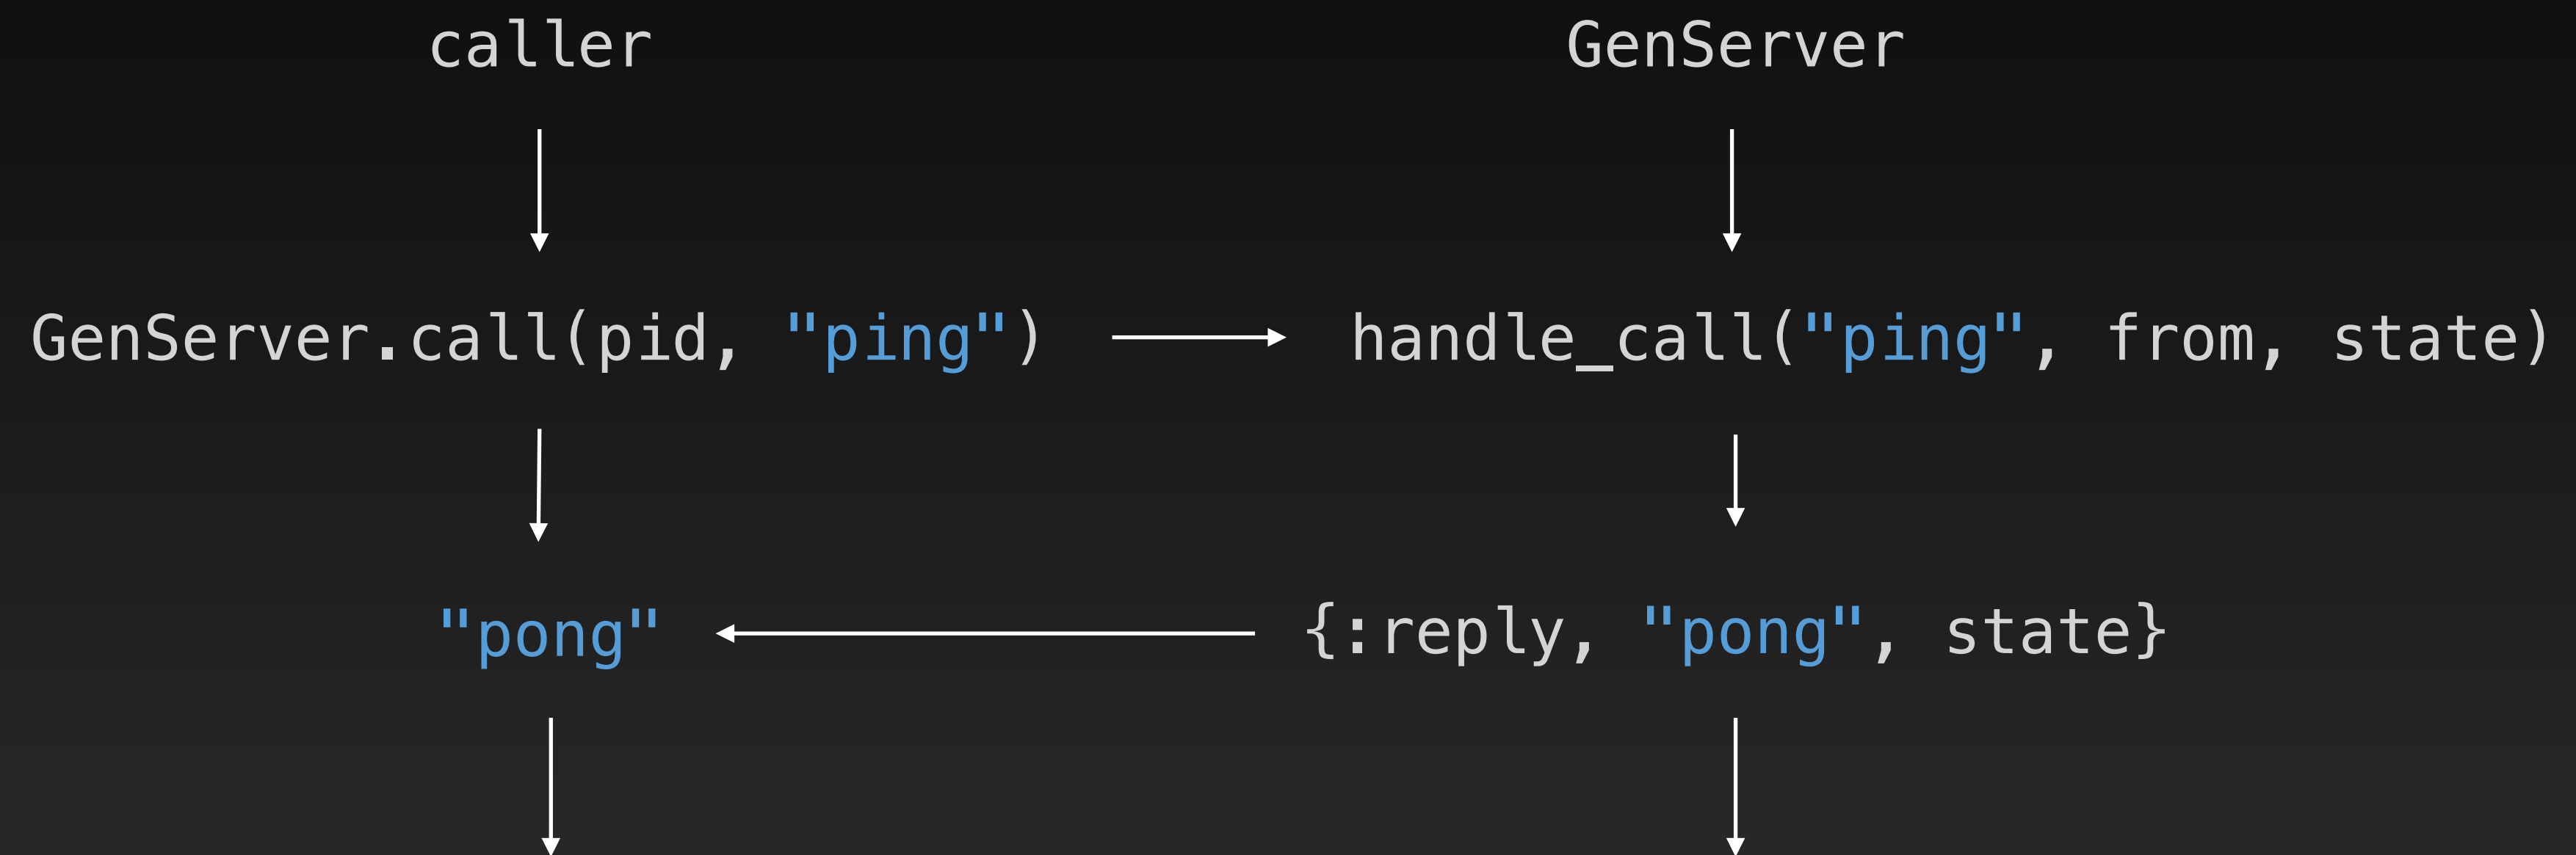 caller
GenServer
GenServer.call(pid, "ping")
handle_call("ping", from, state)
"pong"
{:reply, "pong", state}